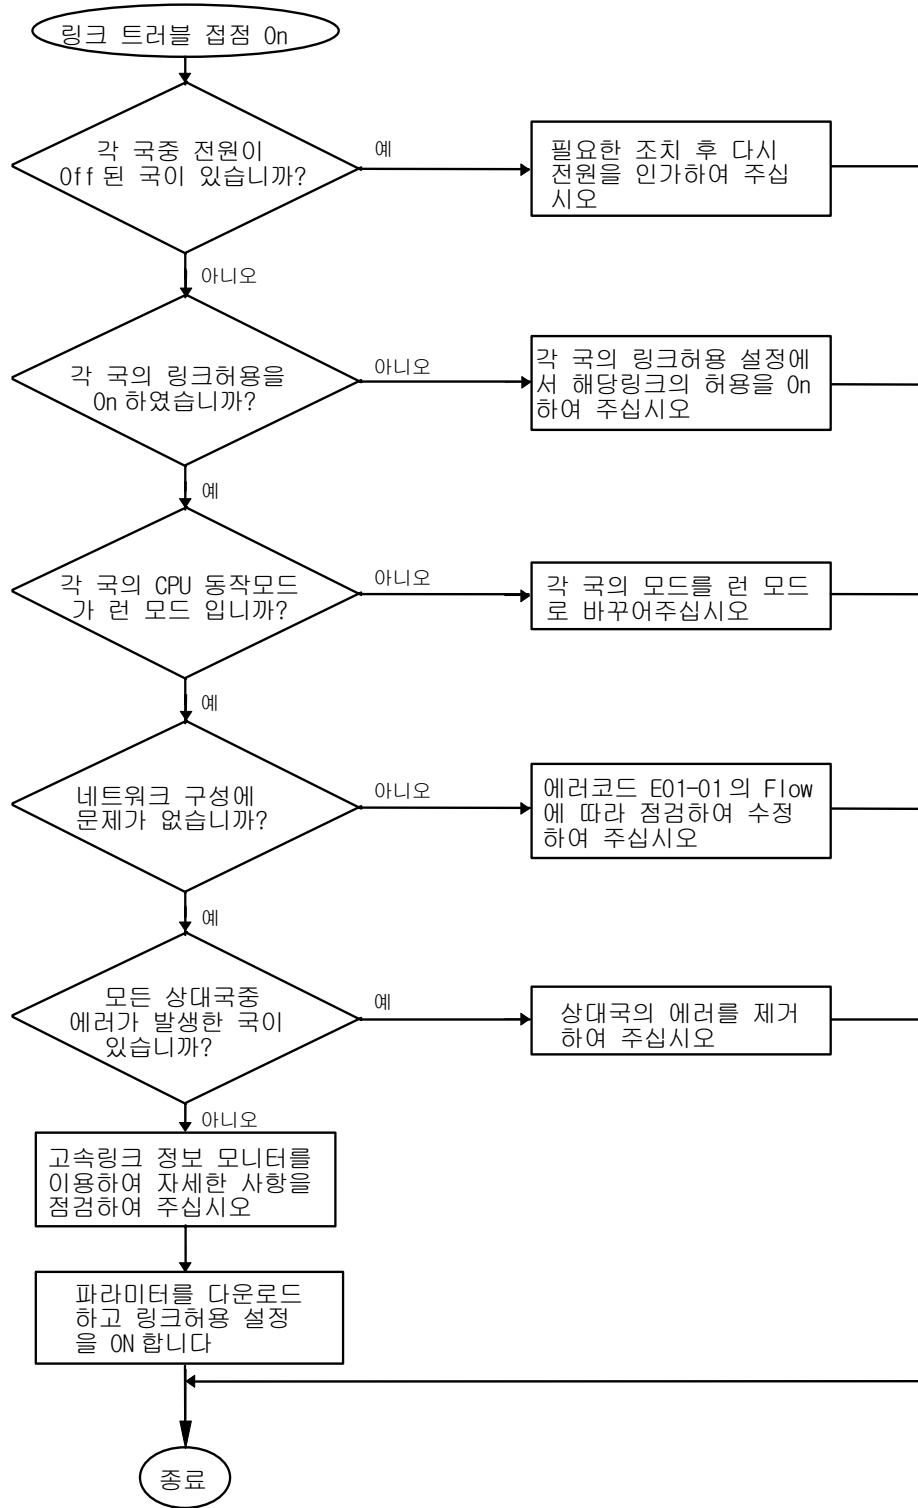 링크 트러블 접점 On
각 국중 전원이
Off 된 국이 있습니까?
예
필요한 조치 후 다시
전원을 인가하여 주십
시오
아니오
각 국의 링크허용을
On 하였습니까?
아니오
각 국의 링크허용 설정에
서 해당링크의 허용을 On
하여 주십시오
예
각 국의 CPU 동작모드
가 런 모드 입니까?
아니오
각 국의 모드를 런 모드
로 바꾸어주십시오
예
네트워크 구성에
문제가 없습니까?
아니오
에러코드 E01-01 의 Flow
에 따라 점검하여 수정
하여 주십시오
예
모든 상대국중
에러가 발생한 국이
있습니까?
예
상대국의 에러를 제거
하여 주십시오
아니오
고속링크 정보 모니터를
이용하여 자세한 사항을
점검하여 주십시오
파라미터를 다운로드
하고 링크허용 설정
을 ON 합니다
종료